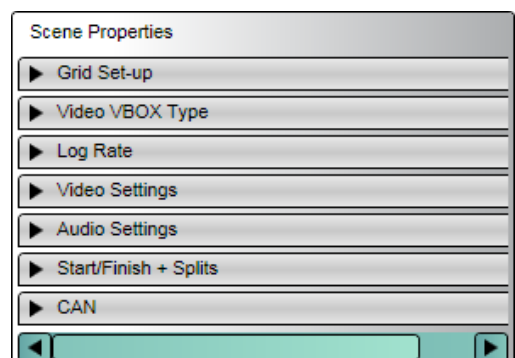 Scene Properties
Grid Set-up
Video VBOX Type
Log Rate
Video Settings
Audio Settings
Start/Finish + Splits
CAN